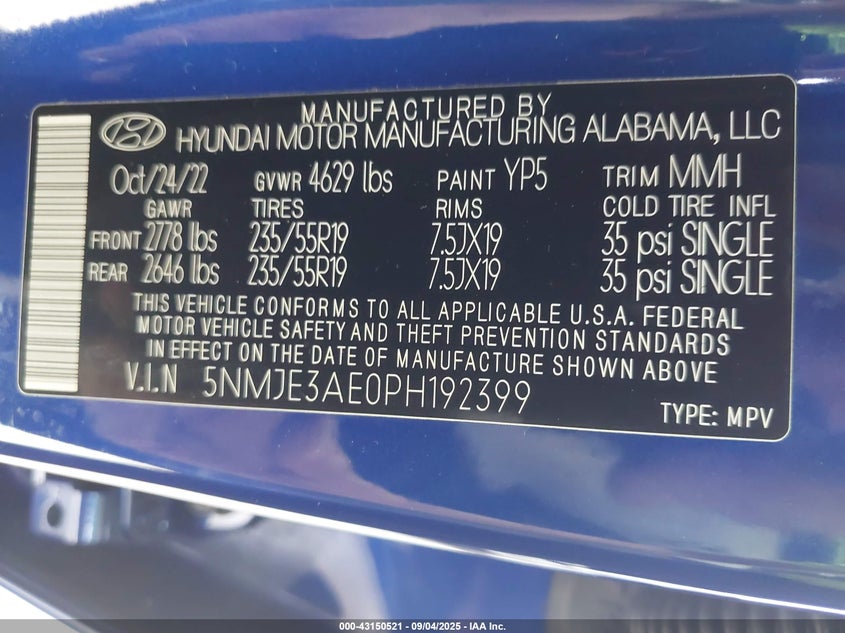 MANUFACTURED BY
HYUNDAI MOTOR MANUFACTURING ALABAMA, LLC
Oct/24/22 GVWR 4629 lbs PAINT YP5 TRIM MMH
GAWR TIRES RIMS COLD TIRE INFL
FRONT 2778 lbs 235/55R19 7.5JX19 35 psi SINGLE
REAR 2646 lbs 235/55R19 7.5JX19 35 psi SINGLE
THIS VEHICLE CONFORMS TO ALL APPLICABLE U.S.A. FEDERAL
MOTOR VEHICLE SAFETY AND THEFT PREVENTION STANDARDS
IN EFFECT ON THE DATE OF MANUFACTURE SHOWN ABOVE
V.I.N 5NMJE3AE0PH192399
TYPE: MPV
000-43150521 - 09/04/2025 - IAA Inc.